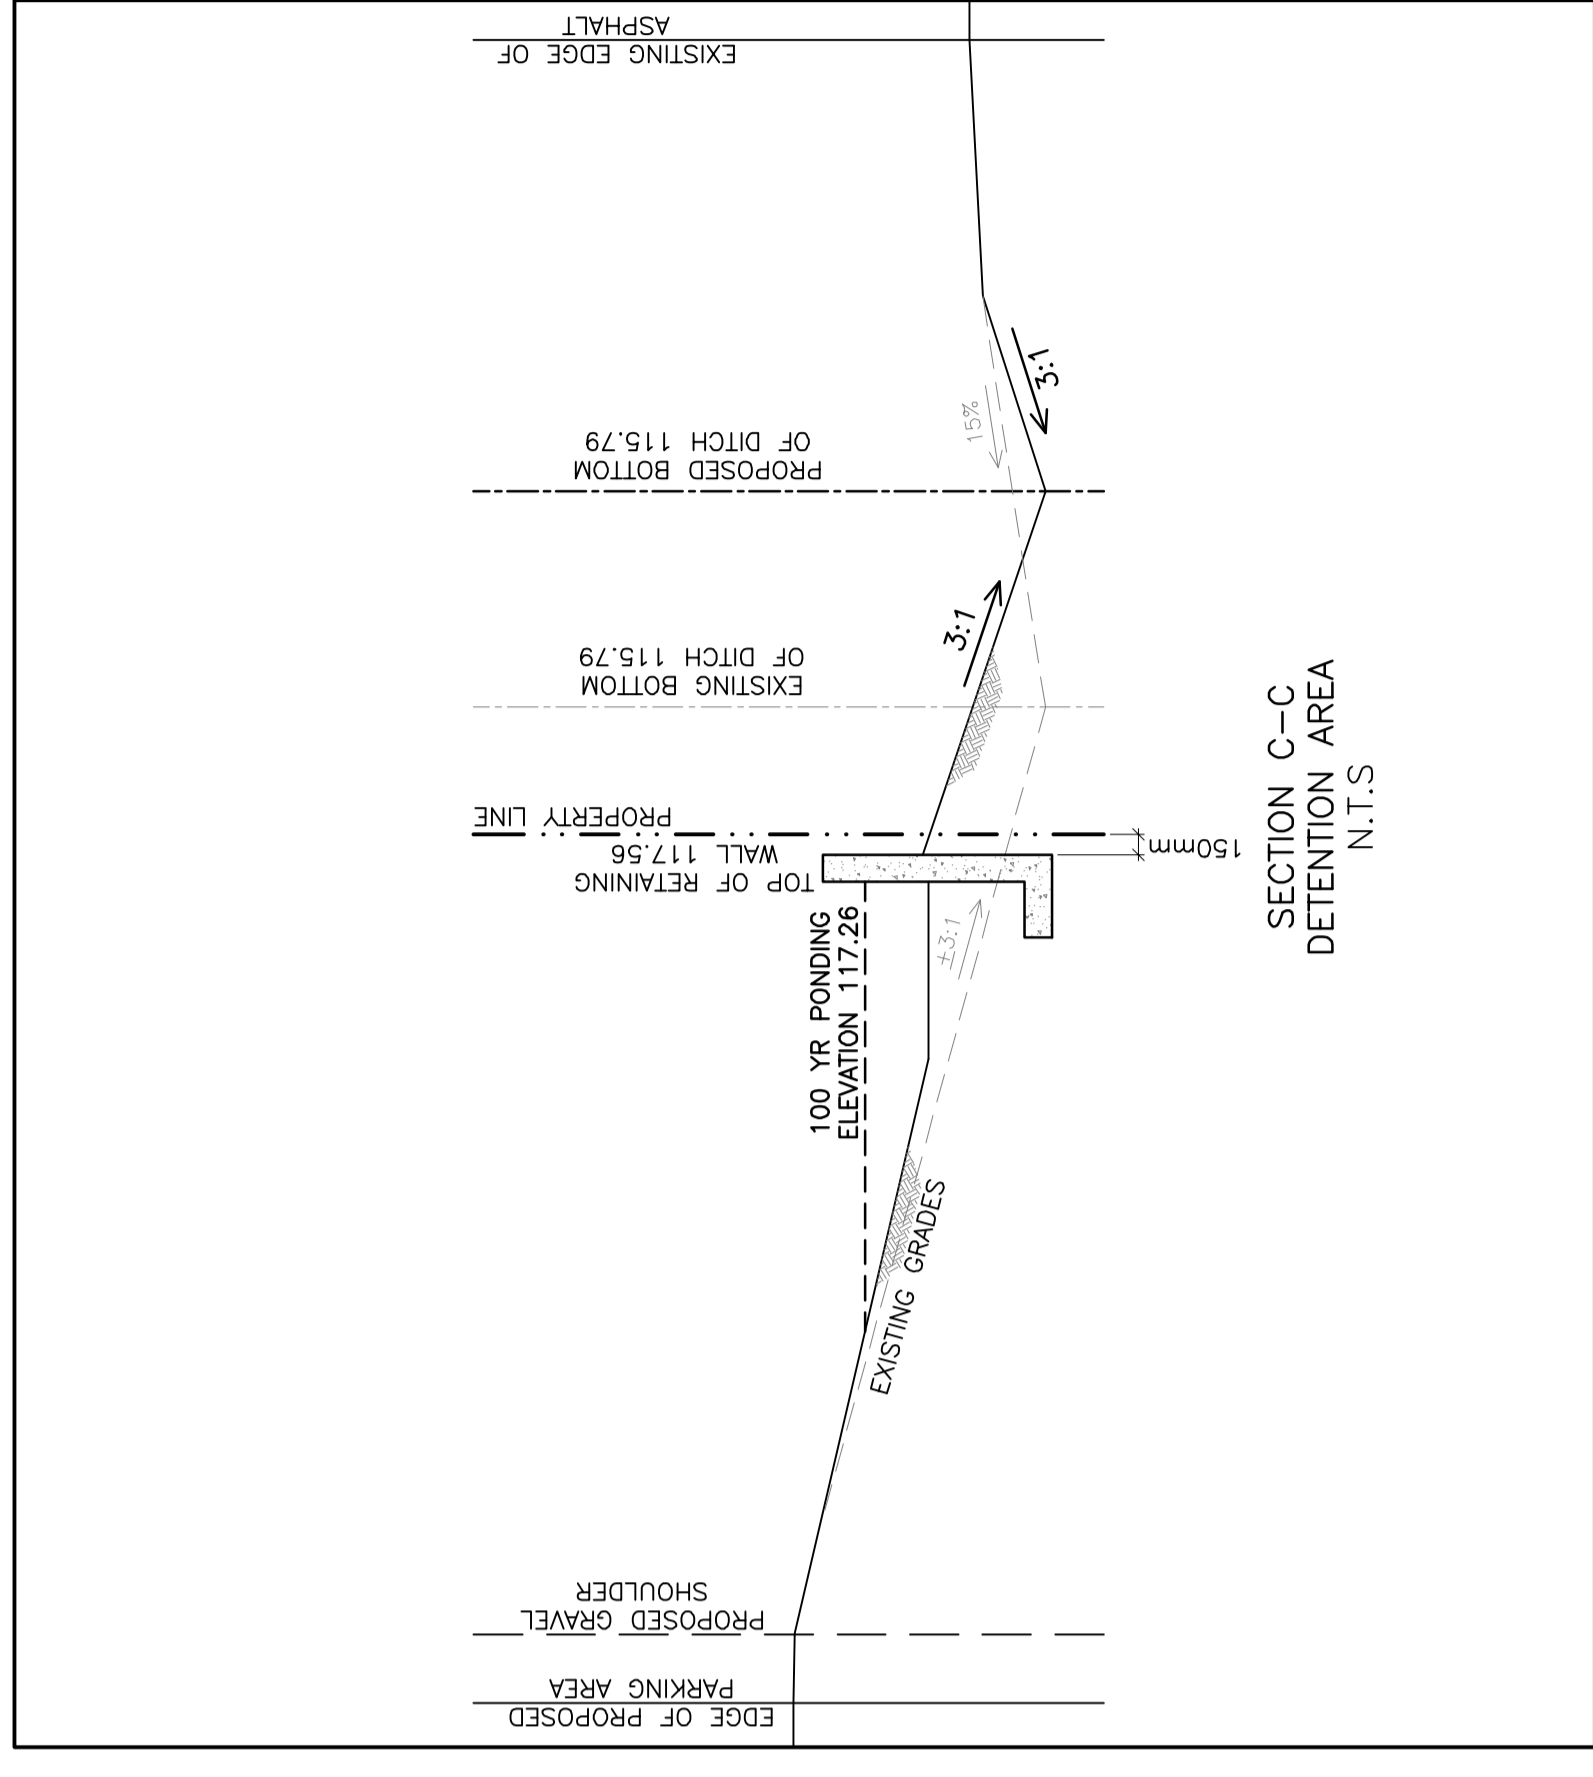 EDGE OF PROPOSED
PARKING AREA
PROPOSED GRAVEL
SHOULDER
EXISTING GRADES
100 YR PONDING
ELEVATION 117.26
±3:1
TOP OF RETAINING
WALL 117.56
PROPERTY LINE
150mm
EXISTING BOTTOM
OF DITCH 115.79
3:1
PROPOSED BOTTOM
OF DITCH 115.79
15%
3:1
EXISTING EDGE OF
ASPHALT
SECTION C-C
DETENTION AREA
N.T.S